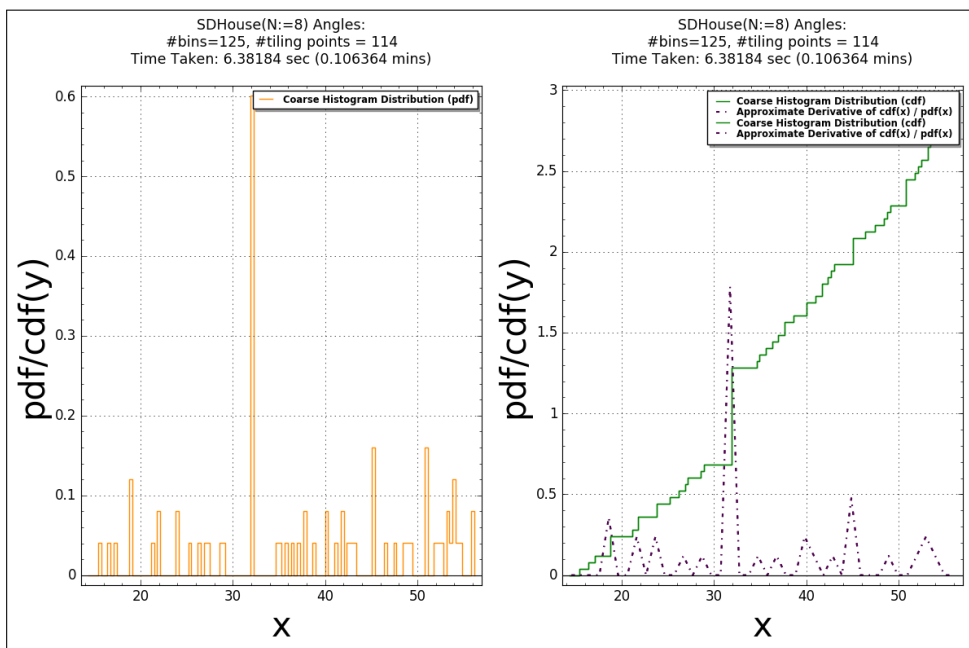 SDHouse(N:=8) Angles:
#bins=125, #tiling points = 114
Time Taken: 6.38184 sec (0.106364 mins)
Coarse Histogram Distribution (pdf)
pdf/cdf(y)
0.6
0.5
0.4
0.3
0.2
0.1
0
20
30
40
50
x
SDHouse(N:=8) Angles:
#bins=125, #tiling points = 114
Time Taken: 6.38184 sec (0.106364 mins)
Coarse Histogram Distribution (cdf)
Approximate Derivative of cdf(x) / pdf(x)
Coarse Histogram Distribution (cdf)
Approximate Derivative of cdf(x) / pdf(x)
pdf/cdf(y)
3
2.5
2
1.5
1
0.5
0
20
30
40
50
x